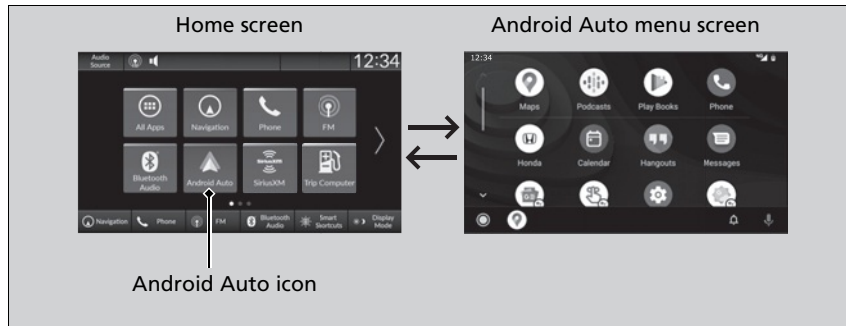 Home screen
Android Auto menu screen
Audio
Source
12:34
All Apps
Navigation
Phone
FM
Bluetooth
Audio
Android Auto
SiriusXM
SiriusXM
Trip Computer
Navigation
Phone
FM
Bluetooth
Audio
Smart
Shortcuts
Display
Mode
12:34
Maps
Podcasts
Play Books
Phone
Honda
Calendar
Hangouts
Messages
Android Auto icon